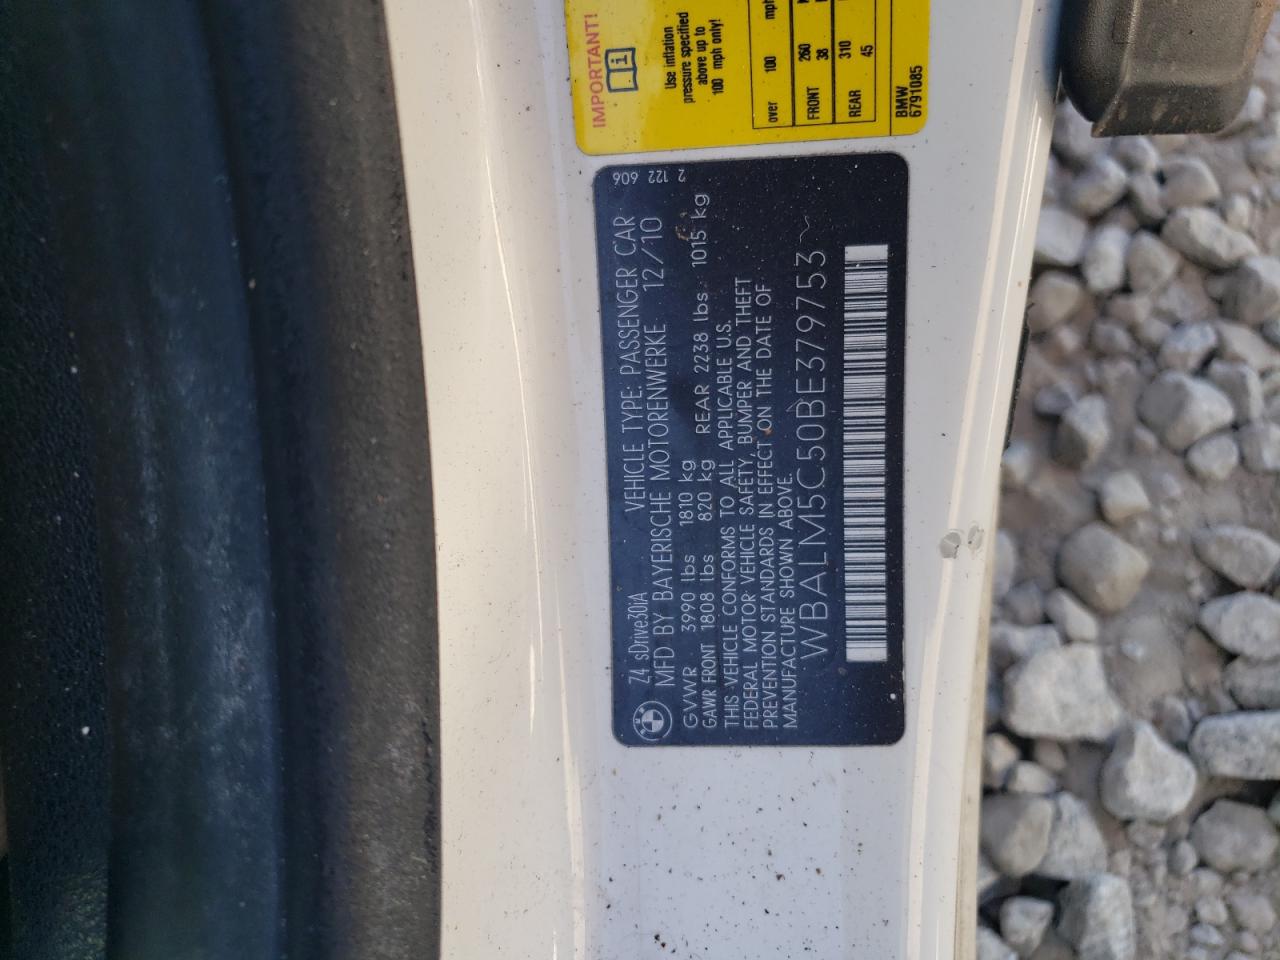 IMPORTANT!
Use inflation
pressure specified
above up to
100 mph only!
over 100 mph
FRONT 260
38
REAR 310
45
BMW
6791085
2 122 606
Z4 sDrive30iA VEHICLE TYPE: PASSENGER CAR
MFD BY BAYERISCHE MOTORENWERKE 12/10
GVWR 3990 lbs 1810 kg
GAWR FRONT 1808 lbs 820 kg REAR 2238 lbs 1015 kg
THIS VEHICLE CONFORMS TO ALL APPLICABLE U.S.
FEDERAL MOTOR VEHICLE SAFETY, BUMPER AND THEFT
PREVENTION STANDARDS IN EFFECT ON THE DATE OF
MANUFACTURE SHOWN ABOVE.
WBALM5C50BE379753